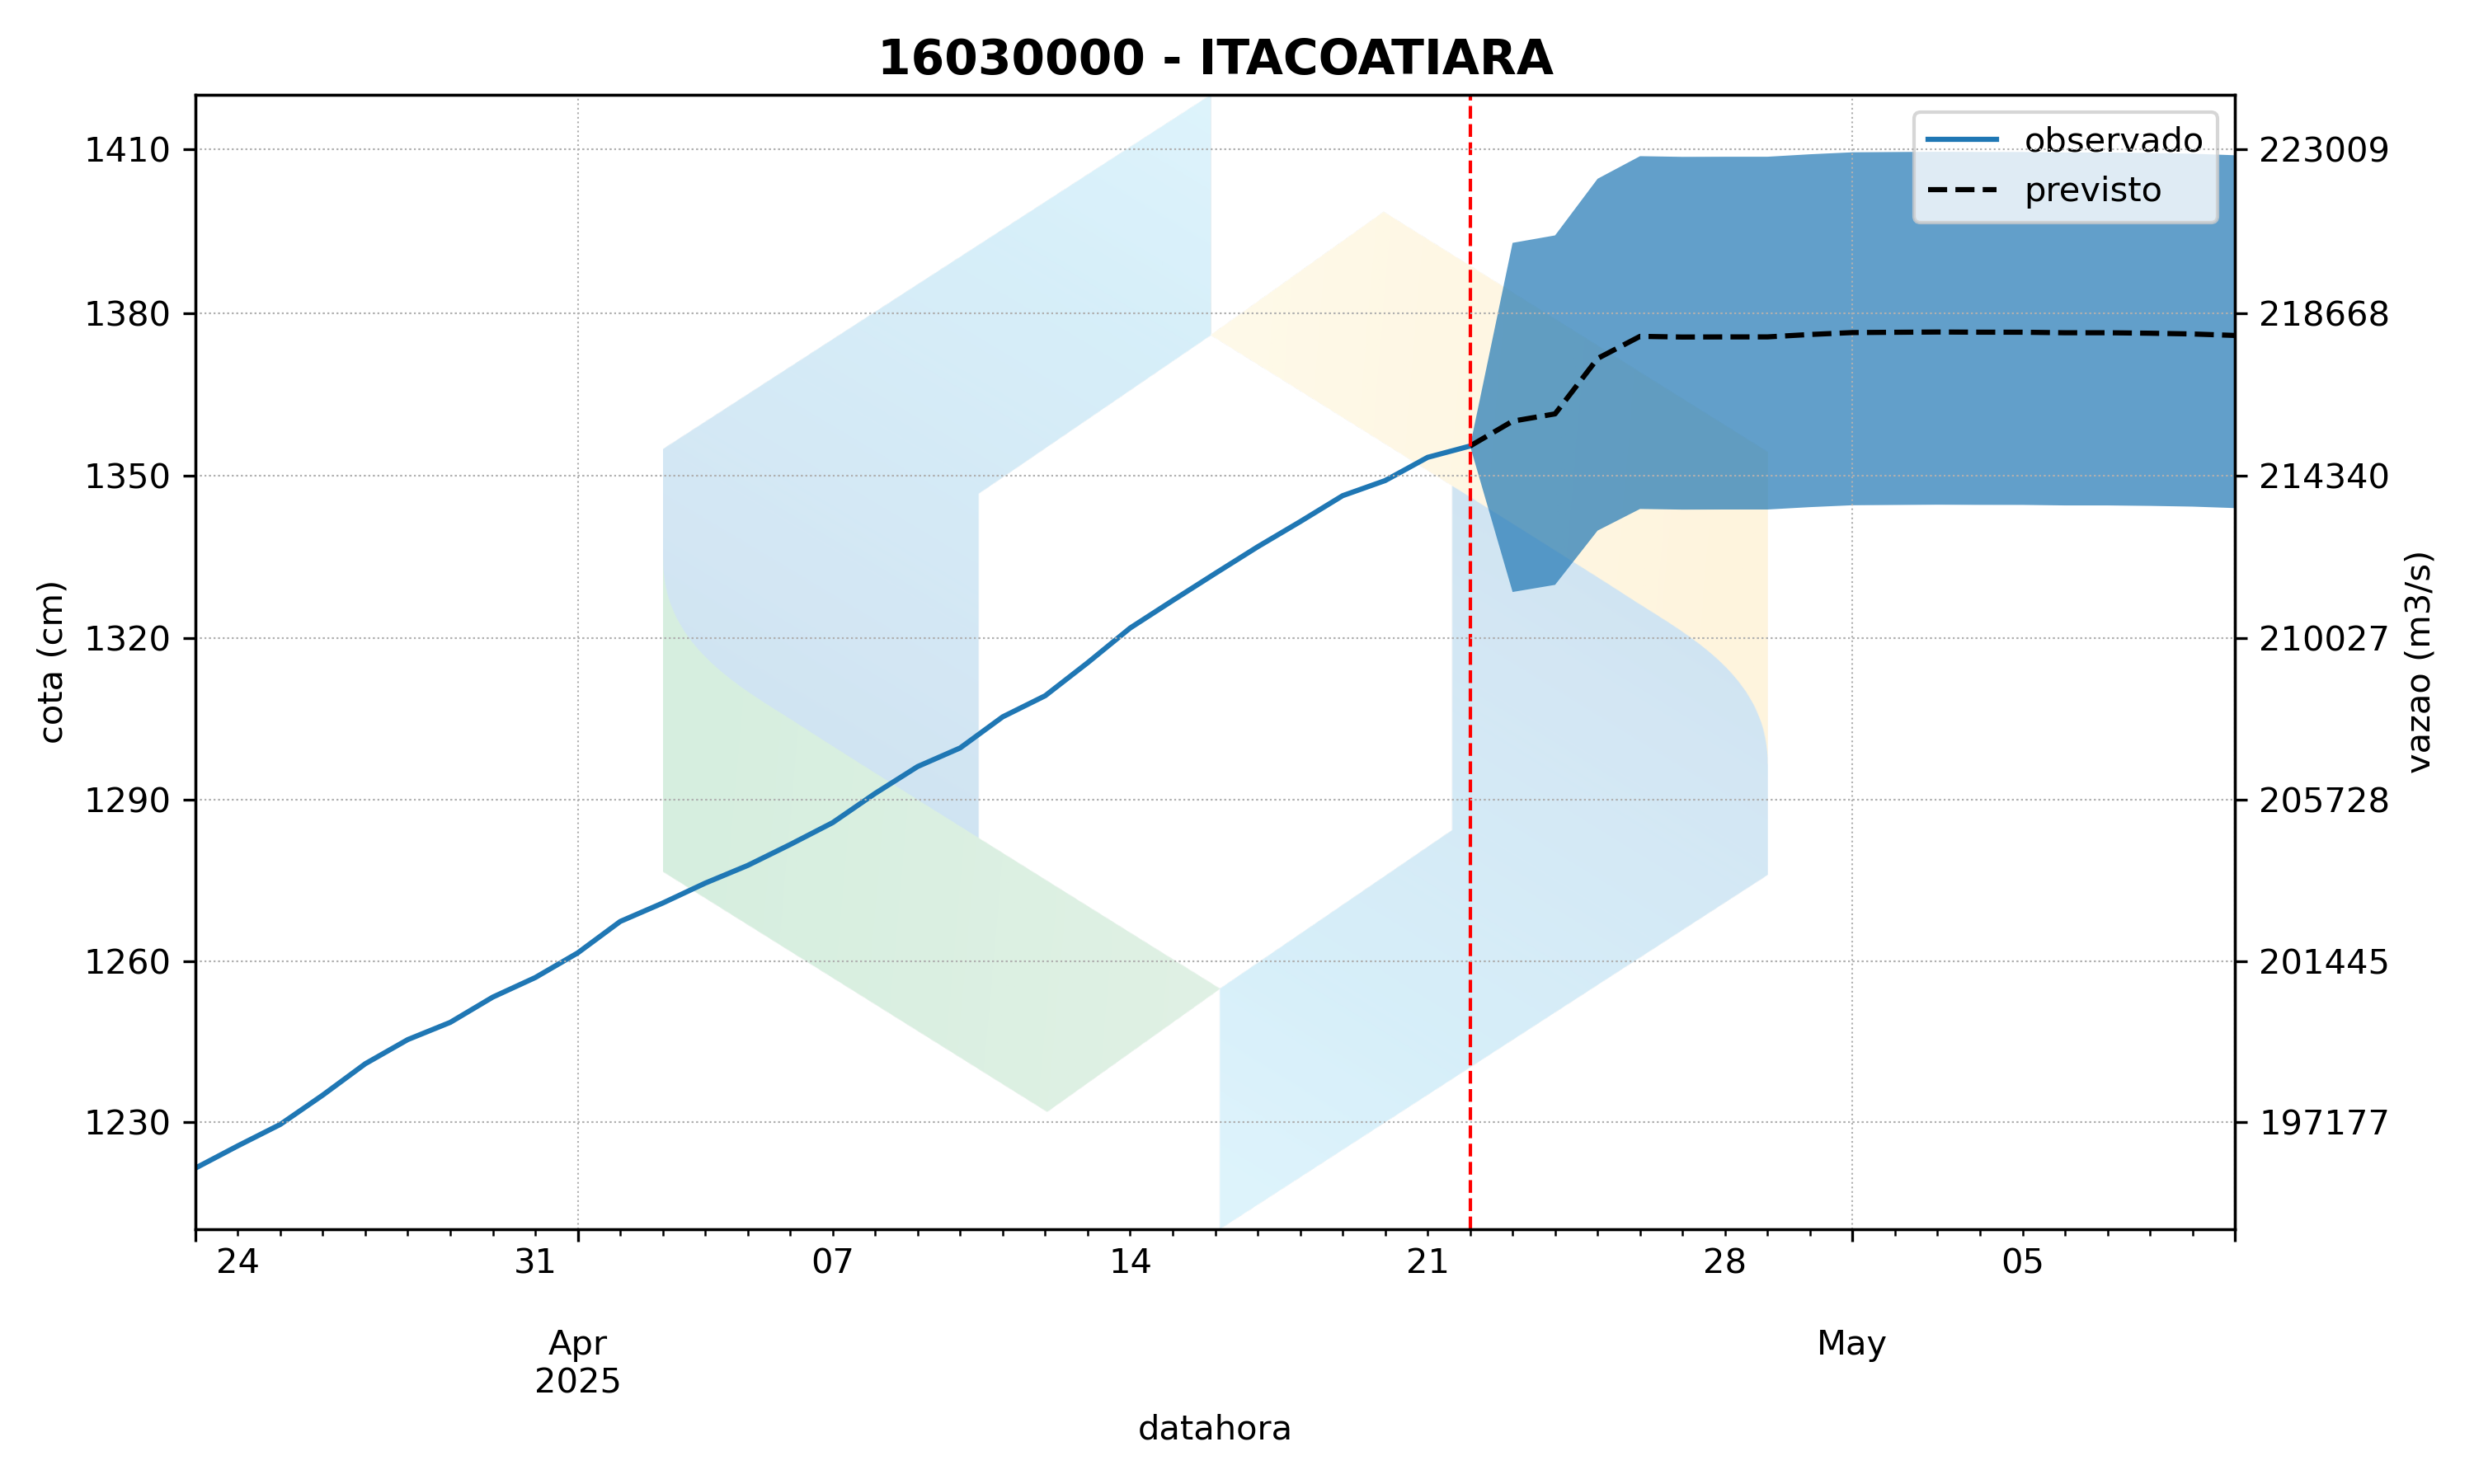 16030000 - ITACOATIARA
observado
previsto
1410
1380
1350
1320
1290
1260
1230
cota (cm)
223009
218668
214340
210027
205728
201445
197177
vazao (m3/s)
24 31 07 14 21 28 05
Apr May
2025
datahora